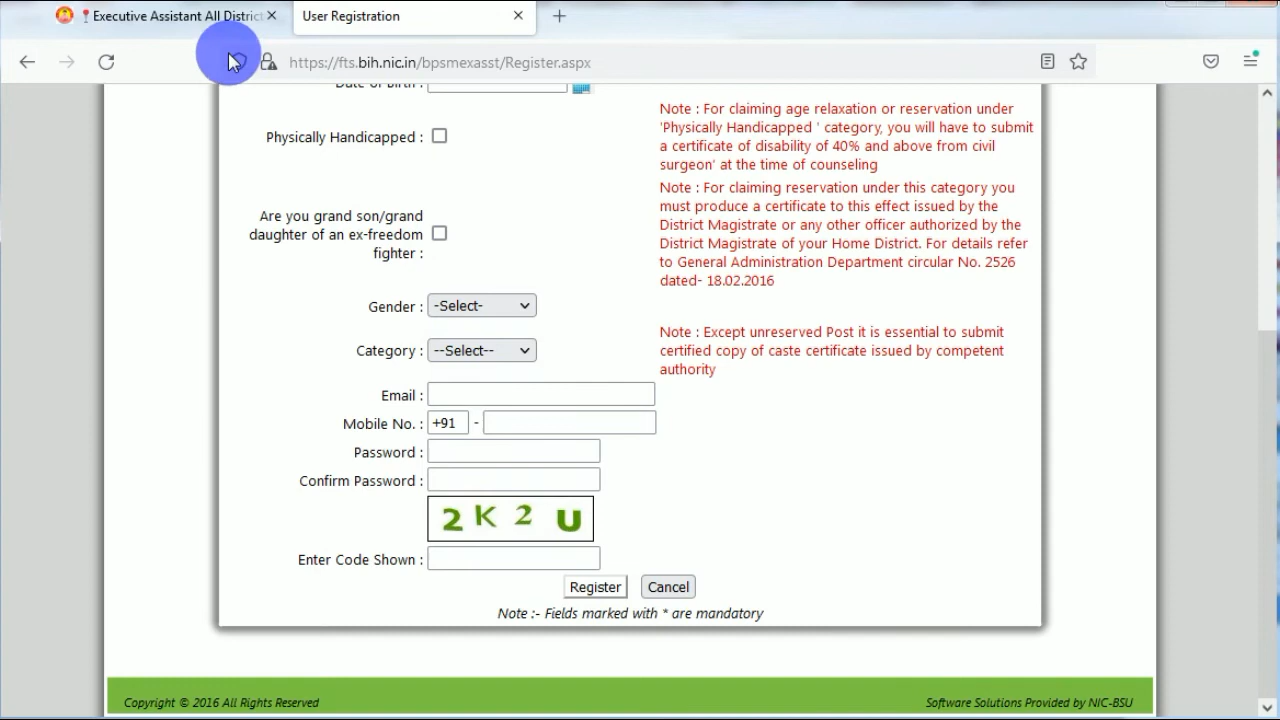 Executive Assistant All District
User Registration
https://fts.bih.nic.in/bpsmexasst/Register.aspx
Date of Birth :
Note : For claiming age relaxation or reservation under
'Physically Handicapped ' category, you will have to submit
a certificate of disability of 40% and above from civil
surgeon' at the time of counseling
Physically Handicapped :
Note : For claiming reservation under this category you
must produce a certificate to this effect issued by the
District Magistrate or any other officer authorized by the
District Magistrate of your Home District. For details refer
to General Administration Department circular No. 2526
dated- 18.02.2016
Are you grand son/grand
daughter of an ex-freedom
fighter :
Gender : -Select-
Note : Except unreserved Post it is essential to submit
certified copy of caste certificate issued by competent
authority
Category : --Select--
Email :
Mobile No. : +91 -
Password :
Confirm Password :
2 K 2 U
Enter Code Shown :
Register Cancel
Note :- Fields marked with * are mandatory
Copyright © 2016 All Rights Reserved
Software Solutions Provided by NIC-BSU